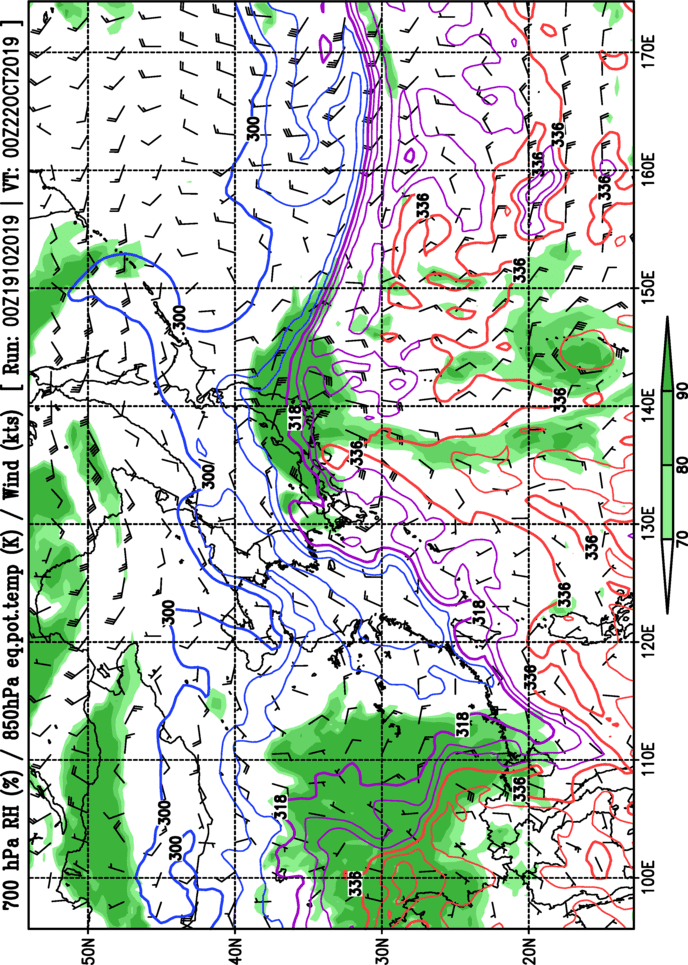 700 hPa RH (%) / 850hPa eq.pot.temp (K) / Wind (kts) [ Run: 00Z19102019 | VT: 00Z22OCT2019 ]
50N
300
300
300
300
300
40N
300
318
318
336
336
30N
336
318
318
336
336
20N
336
336
336
336
336
336
336
100E
110E
120E
130E
140E
150E
160E
170E
70
80
90